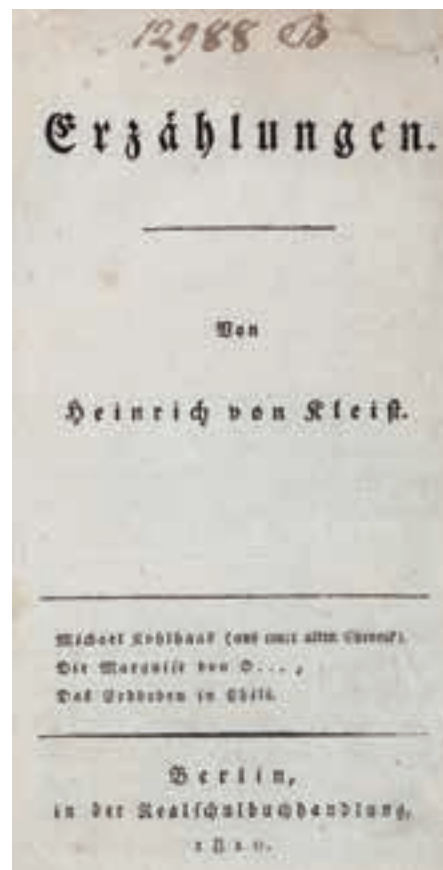 12988 B
Erzählungen.
Von
Heinrich von Kleist.
Michael Kohlhaas (aus einer alten Chronik).
Die Marquise von O....,
Das Erdbeben in Chili.
Berlin,
in der Realschulbuchhandlung,
1810.